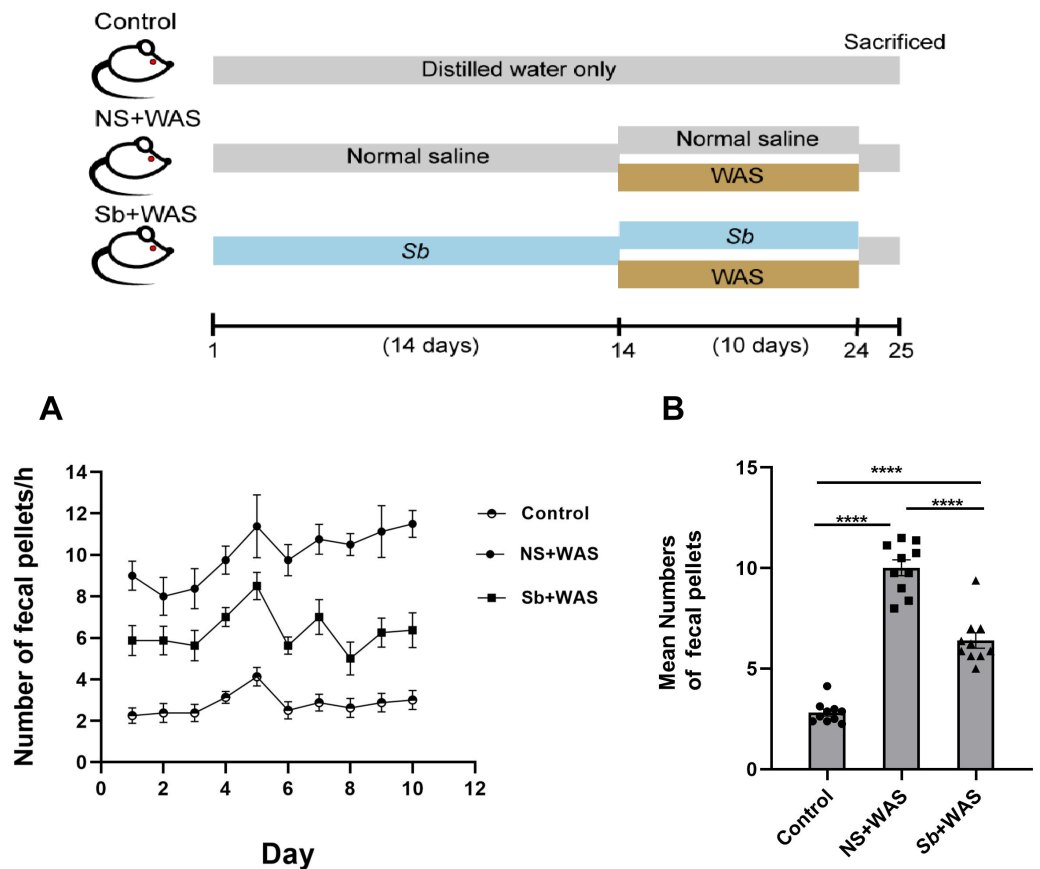 Control
Sacrificed
Distilled water only
NS+WAS
Normal saline
Normal saline
WAS
Sb+WAS
Sb
Sb
WAS
1
(14 days)
14
(10 days)
24
25
A
Number of fecal pellets/h
14
12
10
8
6
4
2
0
0
2
4
6
8
10
12
Day
Control
NS+WAS
Sb+WAS
B
Mean Numbers
of fecal pellets
15
10
5
0
****
****
****
Control
NS+WAS
Sb+WAS